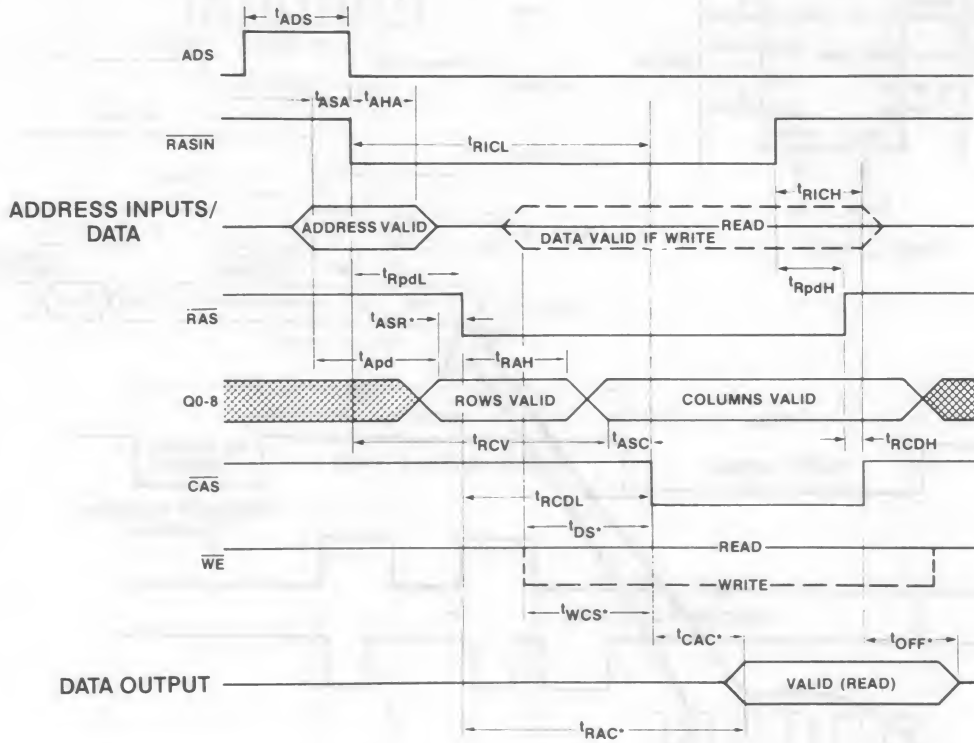 tADS
ADS
tASA tAHA
RASIN
tRICL
tRICH
ADDRESS INPUTS/
DATA
ADDRESS VALID
READ
DATA VALID IF WRITE
tRpdL
tRpdH
RAS
tASR*
tApd
tRAH
Q0-8
ROWS VALID
COLUMNS VALID
tRCV
tASC
tRCDH
CAS
tRCDL
tDS*
WE
READ
WRITE
tWCS*
tCAC*
tOFF*
DATA OUTPUT
VALID (READ)
tRAC*